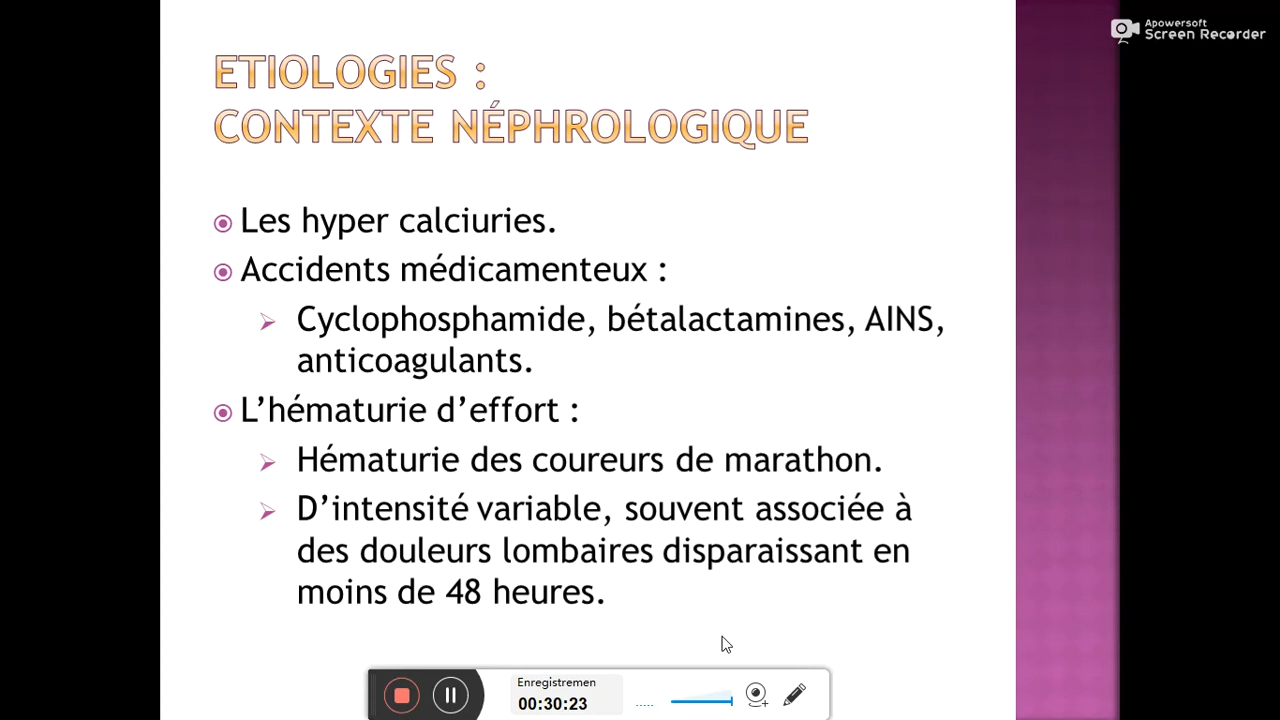 Apowersoft
Screen Recorder
ETIOLOGIES :
CONTEXTE NÉPHROLOGIQUE
Les hyper calciuries.
Accidents médicamenteux :
Cyclophosphamide, bétalactamines, AINS,
anticoagulants.
L’hématurie d’effort :
Hématurie des coureurs de marathon.
D’intensité variable, souvent associée à
des douleurs lombaires disparaissant en
moins de 48 heures.
Enregistremen
00:30:23